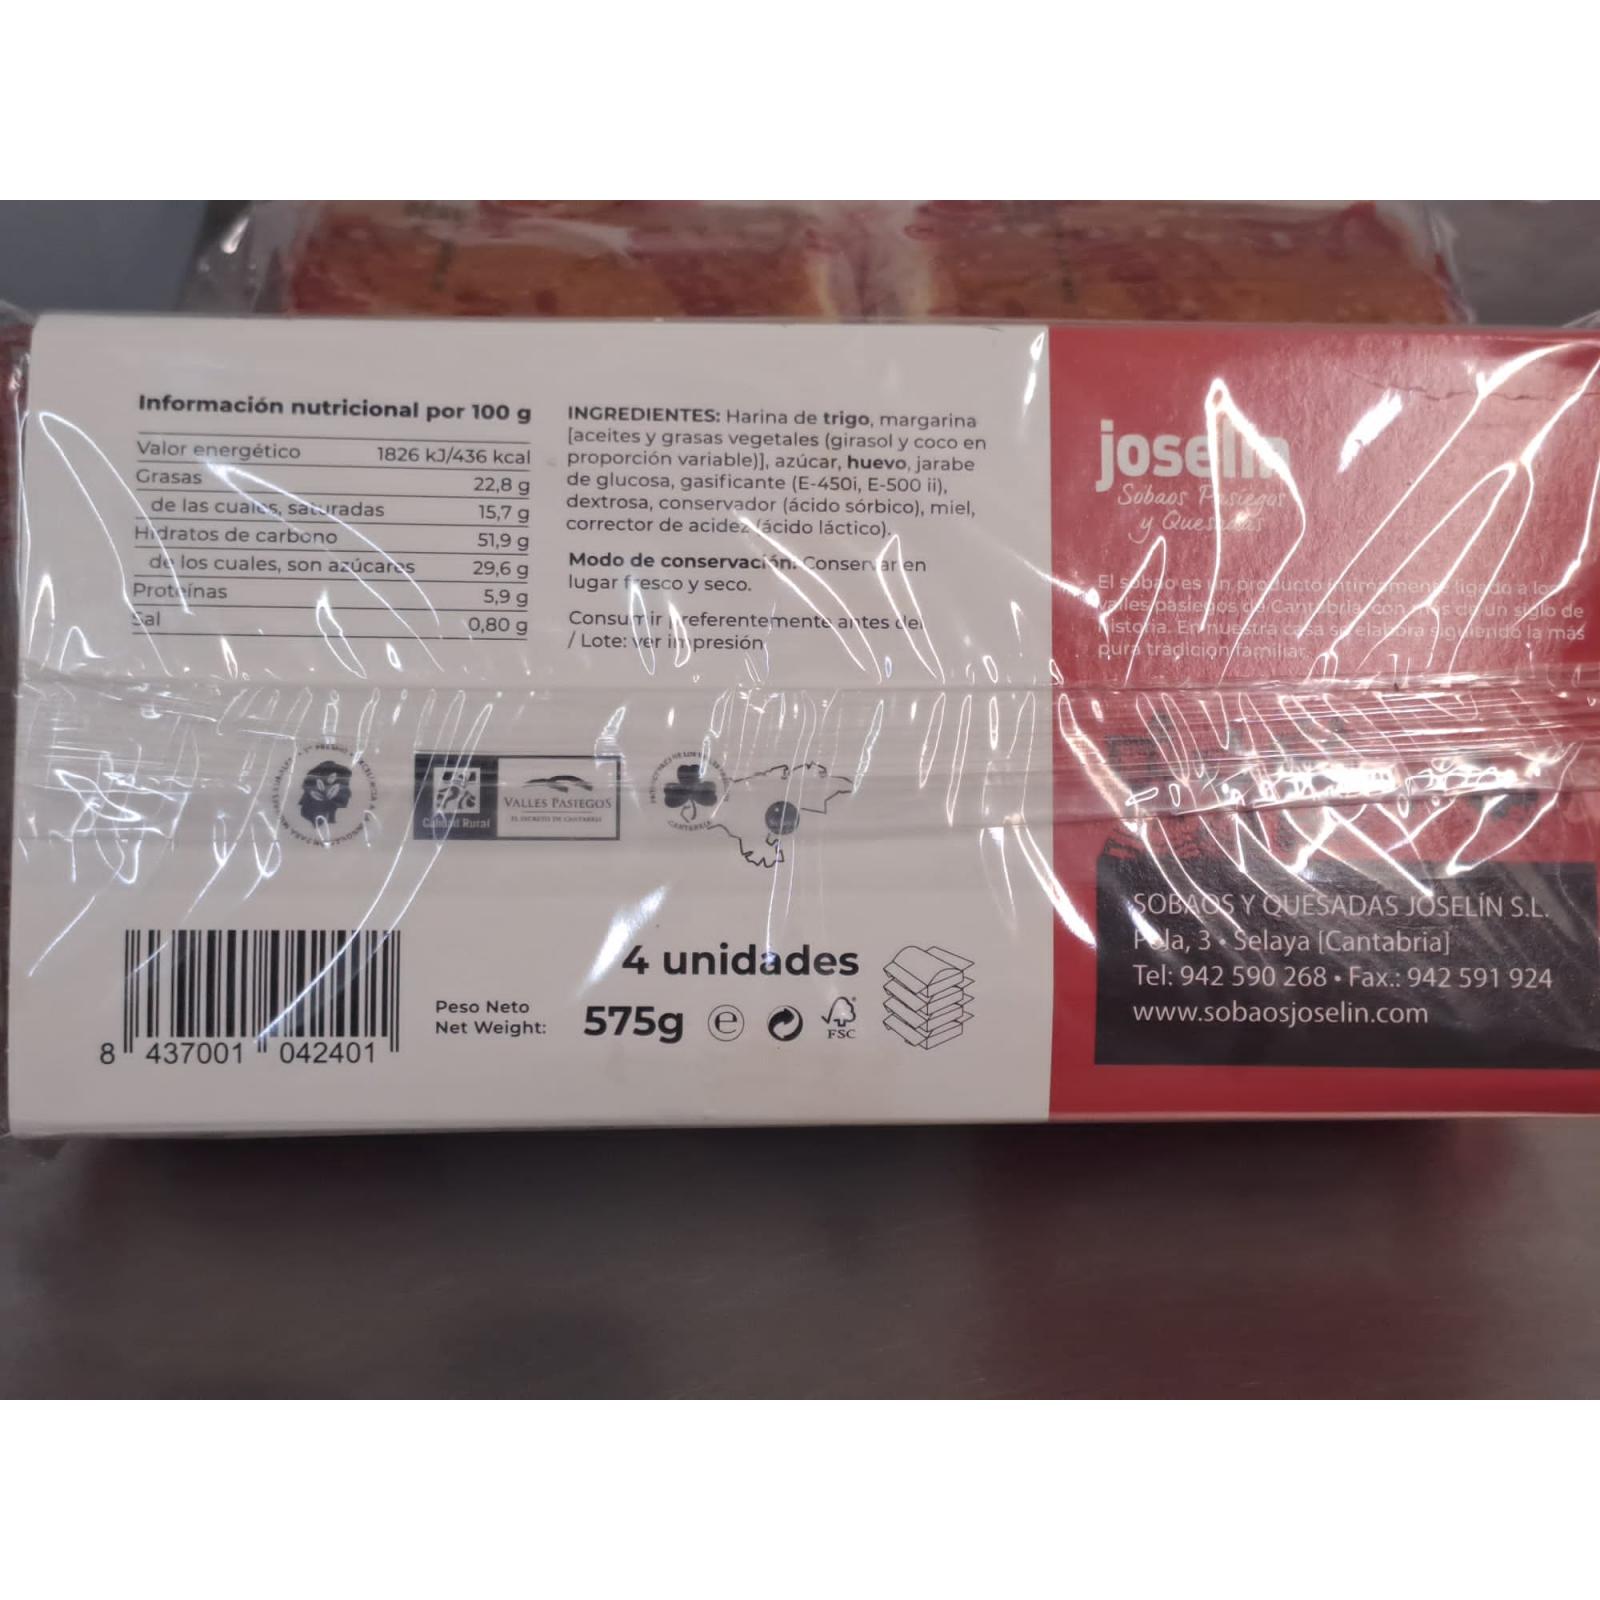 Información nutricional por 100 g
Valor energético 1826 kJ/436 kcal
Grasas 22,8 g
de las cuales, saturadas 15,7 g
Hidratos de carbono 51,9 g
de los cuales, son azúcares 29,6 g
Proteínas 5,9 g
Sal 0,80 g
INGREDIENTES: Harina de trigo, margarina
[aceites y grasas vegetales (girasol y coco en
proporción variable)], azúcar, huevo, jarabe
de glucosa, gasificante (E-450i, E-500 ii),
dextrosa, conservador (ácido sórbico), miel,
corrector de acidez (ácido láctico).
Modo de conservación: Conservar en
lugar fresco y seco.
Consumir preferentemente antes del
/ Lote: ver impresión
Calidad Rural
VALLES PASIEGOS
EL SECRETO DE CANTABRIA
CANTABRIA
8 437001 042401
4 unidades
Peso Neto
Net Weight: 575g e
FSC
joselín
Sobaos Pasiegos
y Quesadas
El sobao es un producto íntimamente ligado a los
valles pasiegos de Cantabria, con más de un siglo de
historia. En nuestra casa se elabora siguiendo la más
pura tradición familiar.
SOBAOS Y QUESADAS JOSELÍN S.L.
Pola, 3 • Selaya [Cantabria]
Tel: 942 590 268 • Fax.: 942 591 924
www.sobaosjoselin.com